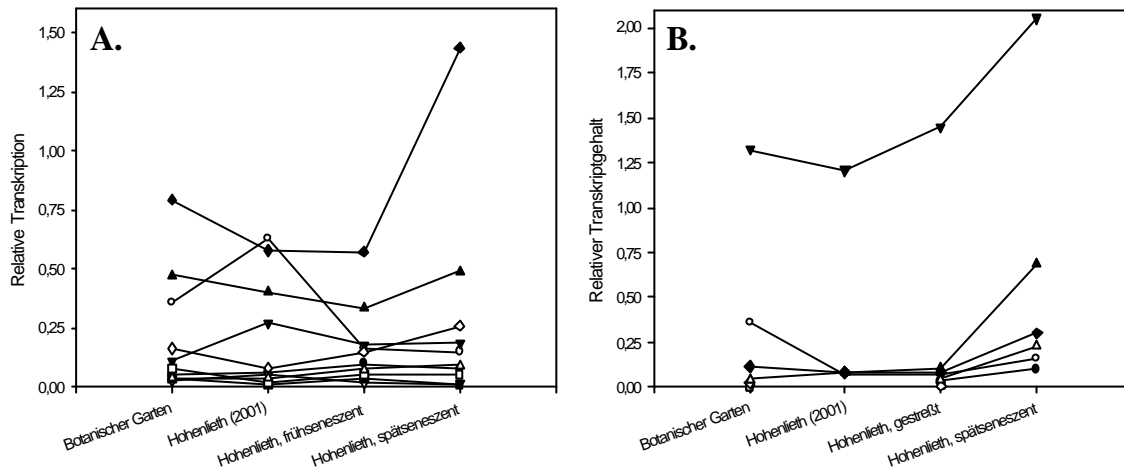 A.
Relative Transkription
1,50
1,25
1,00
0,75
0,50
0,25
0,00
Botanischer Garten
Hohenlieth (2001)
Hohenlieth, frühseneszent
Hohenlieth, spätseneszent
B.
Relativer Transkriptgehalt
2,00
1,75
1,50
1,25
1,00
0,75
0,50
0,25
0,00
Botanischer Garten
Hohenlieth (2001)
Hohenlieth, gestreßt
Hohenlieth, spätseneszent